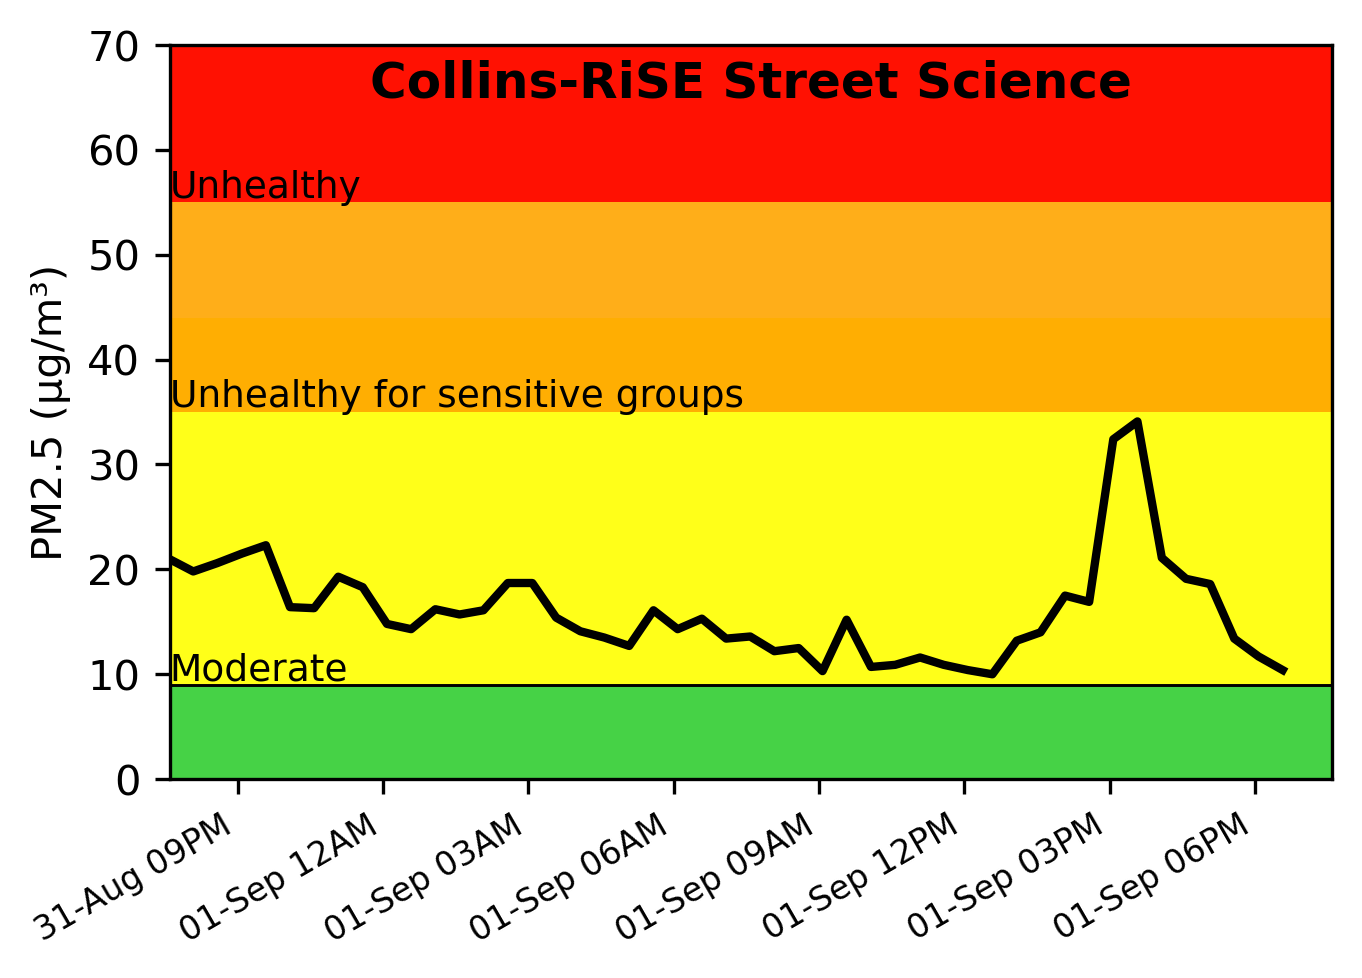 Collins-RiSE Street Science
70
60
Unhealthy
50
40
Unhealthy for sensitive groups
30
20
10
Moderate
0
PM2.5 (µg/m³)
31-Aug 09PM
01-Sep 12AM
01-Sep 03AM
01-Sep 06AM
01-Sep 09AM
01-Sep 12PM
01-Sep 03PM
01-Sep 06PM